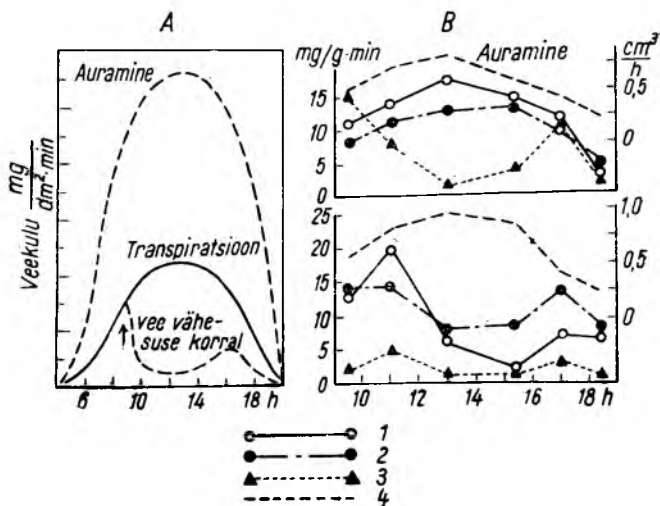 A
B
Auramine
Veekulu mg/dm²·min
Transpiratsioon
vee vähe-
suse korral
6 10 14 18 h
mg/g·min
Auramine
cm³/h
15
10
5
0
0,5
0
25
20
15
10
5
0
1,0
0,5
0
10 12 14 16 18 h
1
2
3
4